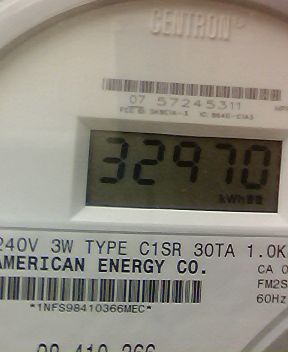 CENTRON
07 57245311
32970
kWh
240V 3W TYPE C1SR 30TA 1.0K
AMERICAN ENERGY CO. CA 0
FM2S
60Hz
*1NFS98410366MEC*